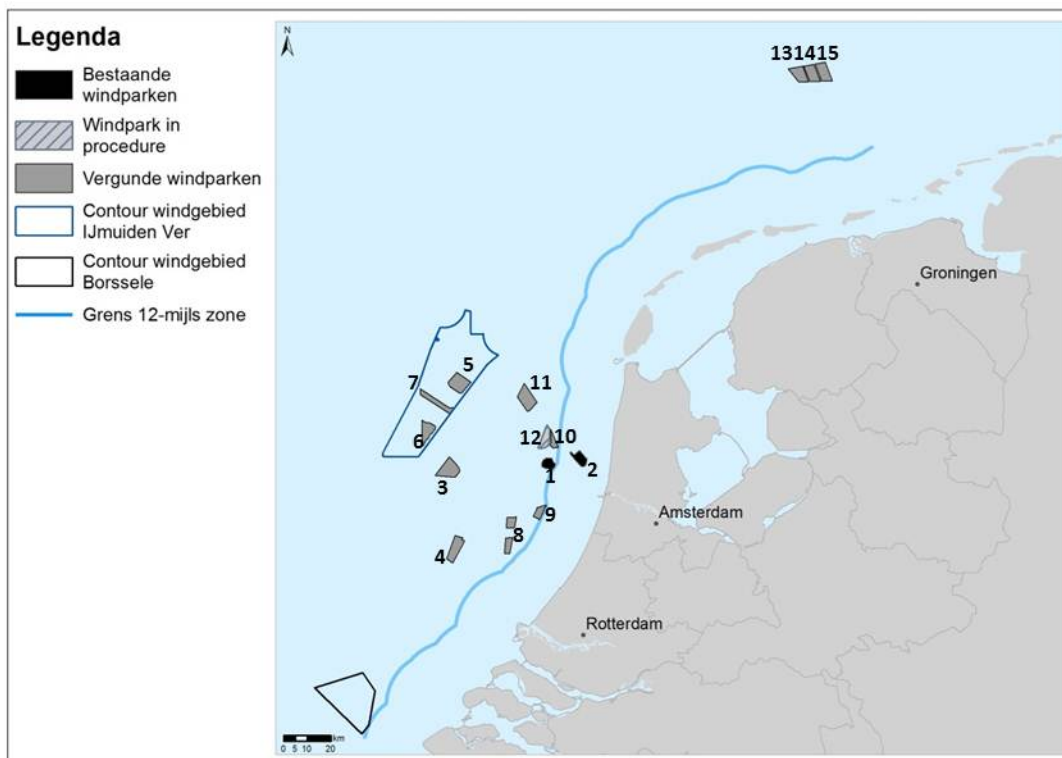 Legenda
Bestaande
windparken
Windpark in
procedure
Vergunde windparken
Contour windgebied
IJmuiden Ver
Contour windgebied
Borssele
Grens 12-mijls zone
N
131415
Groningen
5
7
11
6
12 10
1
2
3
9
Amsterdam
8
4
Rotterdam
km
0 5 10 20